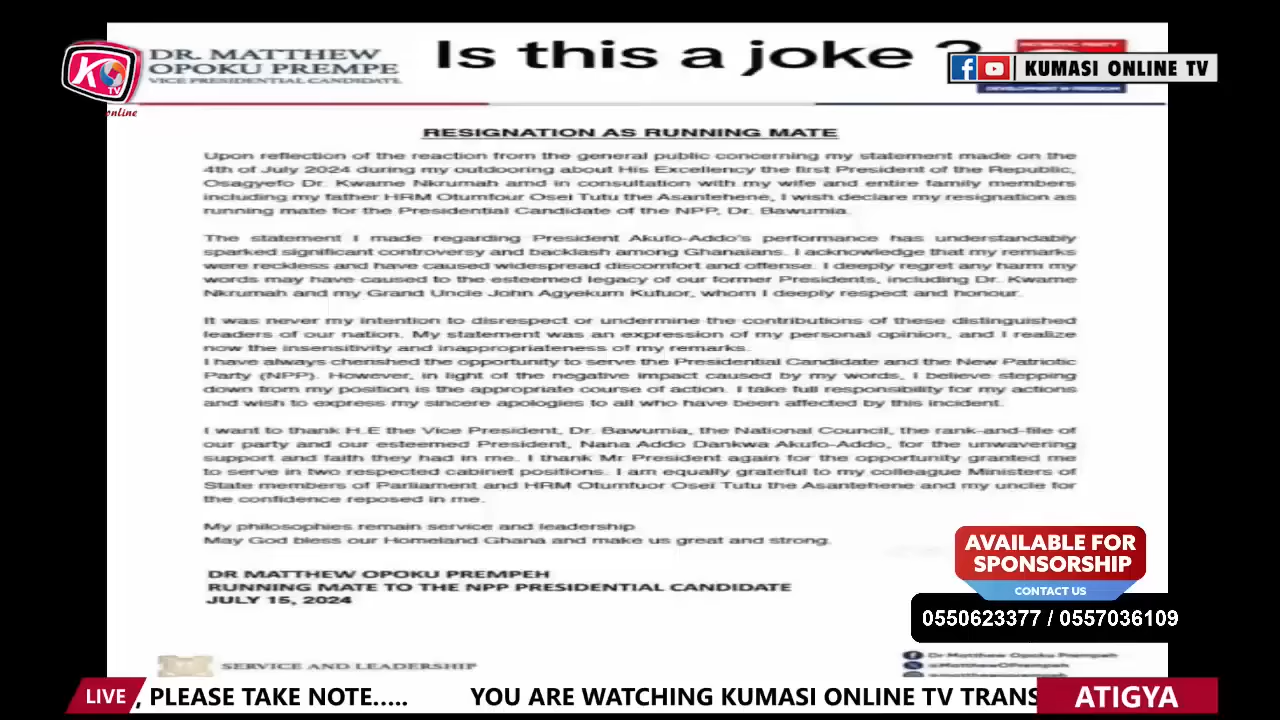 K
TV
online
DR. MATTHEW
OPOKU PREMPE
VICE PRESIDENTIAL CANDIDATE
Is this a joke ?
PATRIOTIC PARTY
KUMASI ONLINE TV
DEVELOPMENT IN FREEDOM
RESIGNATION AS RUNNING MATE
Upon reflection of the reaction from the general public concerning my statement made on the
4th of July 2024 during my outdooring about His Excellency the first President of the Republic,
Osagyefo Dr. Kwame Nkrumah amd in consultation with my wife and entire family members
including my father HRM Otumfour Osei Tutu the Asantehene, I wish declare my resignation as
running mate for the Presidential Candidate of the NPP, Dr. Bawumia.
The statement I made regarding President Akufo-Addo's performance has understandably
sparked significant controversy and backlash among Ghanaians. I acknowledge that my remarks
were reckless and have caused widespread discomfort and offense. I deeply regret any harm my
words may have caused to the esteemed legacy of our former Presidents, including Dr. Kwame
Nkrumah and my Grand Uncle John Agyekum Kufuor, whom I deeply respect and honour.
It was never my intention to disrespect or undermine the contributions of these distinguished
leaders of our nation. My statement was an expression of my personal opinion, and I realize
now the insensitivity and inappropriateness of my remarks.
I have always cherished the opportunity to serve the Presidential Candidate and the New Patriotic
Party (NPP). However, in light of the negative impact caused by my words, I believe stepping
down from my position is the appropriate course of action. I take full responsibility for my actions
and wish to express my sincere apologies to all who have been affected by this incident.
I want to thank H.E the Vice President, Dr. Bawumia, the National Council, the rank-and-file of
our party and our esteemed President, Nana Addo Dankwa Akufo-Addo, for the unwavering
support and faith they had in me. I thank Mr President again for the opportunity granted me
to serve in two respected cabinet positions. I am equally grateful to my colleague Ministers of
State members of Parliament and HRM Otumfuor Osei Tutu the Asantehene and my uncle for
the confidence reposed in me.
My philosophies remain service and leadership
May God bless our Homeland Ghana and make us great and strong.
DR MATTHEW OPOKU PREMPEH
RUNNING MATE TO THE NPP PRESIDENTIAL CANDIDATE
JULY 15, 2024
AVAILABLE FOR
SPONSORSHIP
CONTACT US
0550623377 / 0557036109
SERVICE AND LEADERSHIP
Dr Matthew Opoku Prempeh
@MatthewOPrempeh
LIVE
, PLEASE TAKE NOTE..... YOU ARE WATCHING KUMASI ONLINE TV TRANS
ATIGYA